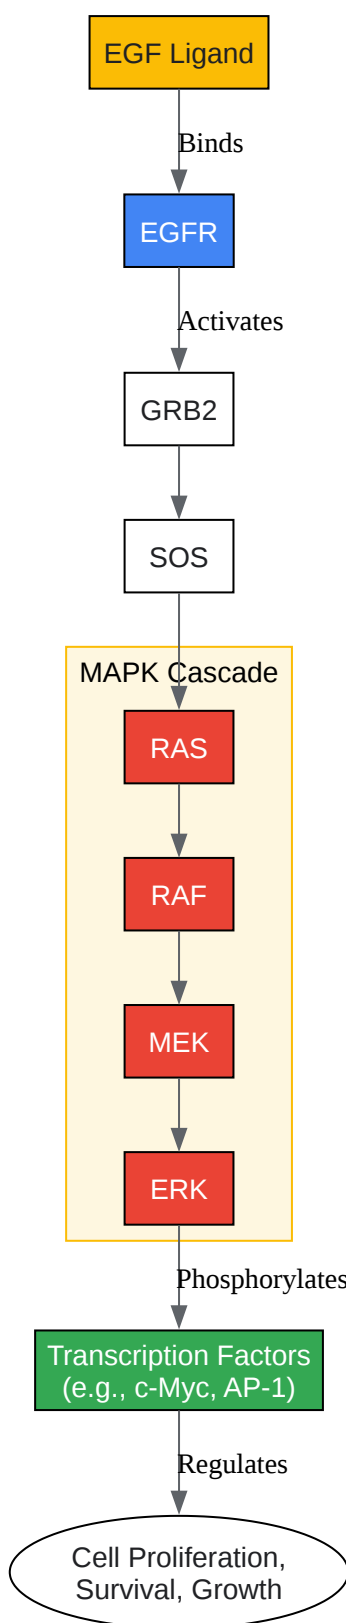 EGF Ligand
Binds
EGFR
Activates
GRB2
SOS
MAPK Cascade
RAS
RAF
MEK
ERK
Phosphorylates
Transcription Factors
(e.g., c-Myc, AP-1)
Regulates
Cell Proliferation,
Survival, Growth